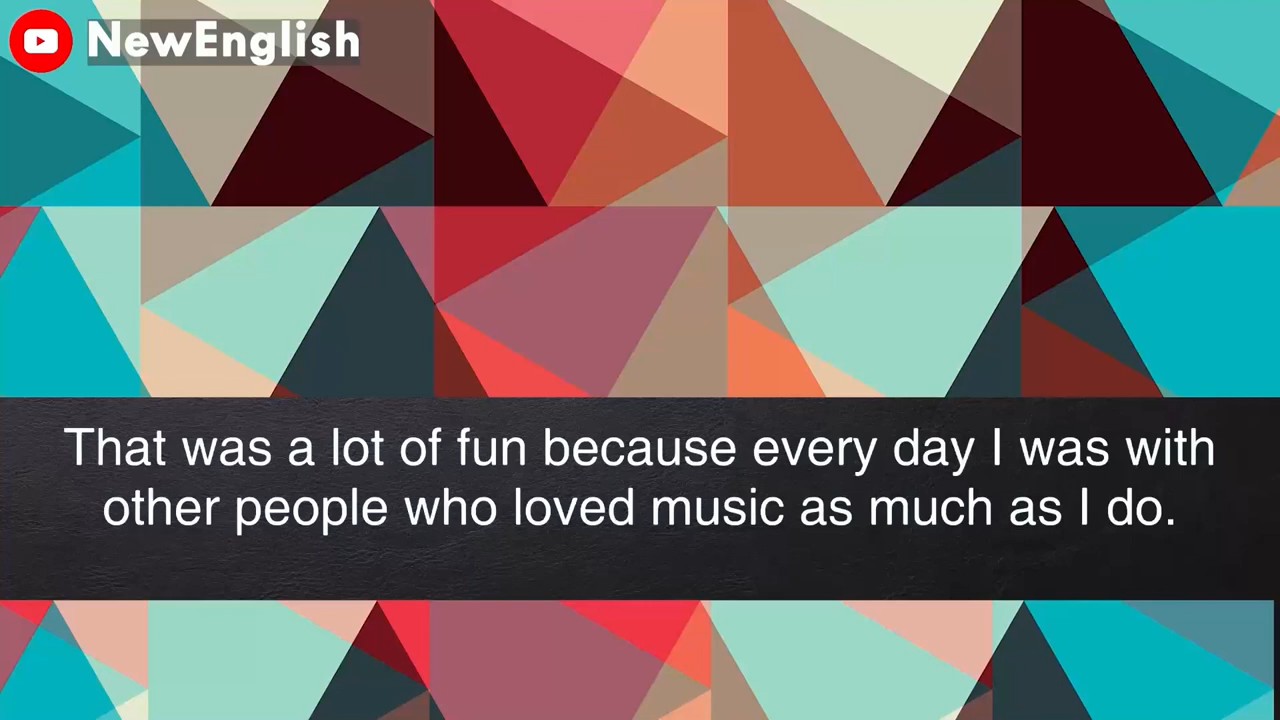 NewEnglish
That was a lot of fun because every day I was with
other people who loved music as much as I do.